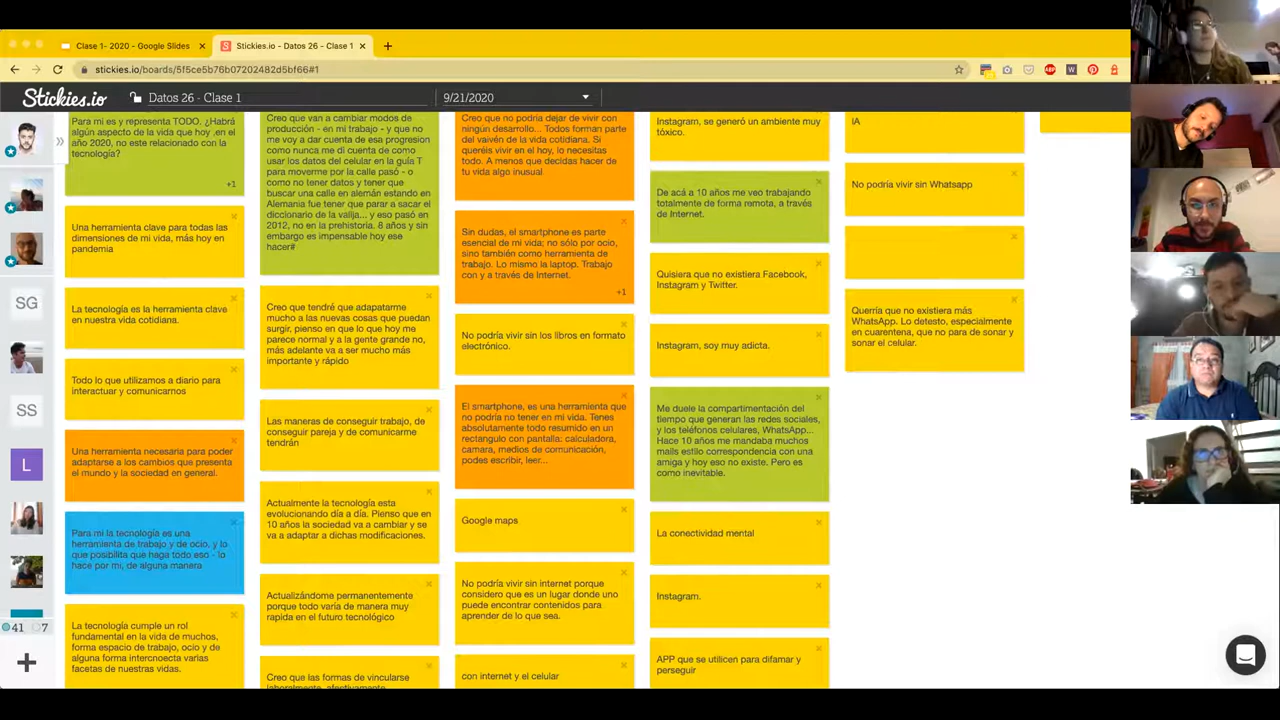 Clase 1- 2020 - Google Slides
Stickies.io - Datos 26 - Clase 1
stickies.io/boards/5f5ce5b76b07202482d5bf66#1
ABP
W
Stickies.io
Datos 26 - Clase 1
9/21/2020
SG
SS
L
41
7
Para mi es y representa TODO. ¿Habrá
algún aspecto de la vida que hoy .en el
año 2020, no este relacionado con la
tecnología?
+1
Una herramienta clave para todas las
dimensiones de mi vida, más hoy en
pandemia
La tecnología es la herramienta clave
en nuestra vida cotidiana.
Todo lo que utilizamos a diario para
interactuar y comunicarnos
Una herramienta necesaria para poder
adaptarse a los cambios que presenta
el mundo y la sociedad en general.
Para mi la tecnología es una
herramienta de trabajo y de ocio, y lo
que posibilita que haga todo eso - lo
hace por mi, de alguna manera
La tecnología cumple un rol
fundamental en la vida de muchos,
forma espacio de trabajo, ocio y de
alguna forma intercnoecta varias
facetas de nuestras vidas.
Creo que van a cambiar modos de
producción - en mi trabajo - y que no
me voy a dar cuenta de esa progresion
como nunca me di cuenta de como
usar los datos del celular en la guía T
para moverme por la calle pasó - o
como no tener datos y tener que
buscar una calle en alemán estando en
Alemania fue tener que parar a sacar el
diccionario de la valija... y eso pasó en
2012, no en la prehistoria. 8 años y sin
embargo es impensable hoy ese
hacer#
Creo que tendré que adapatarme
mucho a las nuevas cosas que puedan
surgir, pienso en que lo que hoy me
parece normal y a la gente grande no,
más adelante va a ser mucho más
importante y rápido
Las maneras de conseguir trabajo, de
conseguir pareja y de comunicarme
tendrán
Actualmente la tecnología esta
evolucionando día a día. Pienso que en
10 años la sociedad va a cambiar y se
va a adaptar a dichas modificaciones.
Actualizándome permanentemente
porque todo varía de manera muy
rapida en el futuro tecnológico
Creo que las formas de vincularse
laboralmente, afectivamente
Creo que no podría dejar de vivir con
ningún desarrollo... Todos forman parte
del vaivén de la vida cotidiana. Si
querés vivir en el hoy, lo necesitas
todo. A menos que decidas hacer de
tu vida algo inusual
Sin dudas, el smartphone es parte
esencial de mi vida; no sólo por ocio,
sino también como herramienta de
trabajo. Lo mismo la laptop. Trabajo
con y a través de Internet.
+1
No podría vivir sin los libros en formato
electrónico.
El smartphone, es una herramienta que
no podría no tener en mi vida. Tenes
absolutamente todo resumido en un
rectangulo con pantalla: calculadora,
camara, medios de comunicación,
podes escribir, leer...
Google maps
No podría vivir sin internet porque
considero que es un lugar donde uno
puede encontrar contenidos para
aprender de lo que sea.
con internet y el celular
Instagram, se generó un ambiente muy
tóxico.
De acá a 10 años me veo trabajando
totalmente de forma remota, a través
de Internet.
Quisiera que no existiera Facebook,
Instagram y Twitter.
Instagram, soy muy adicta.
Me duele la compartimentación del
tiempo que generan las redes sociales,
y los teléfonos celulares, WhatsApp...
Hace 10 años me mandaba muchos
mails estilo correspondencia con una
amiga y hoy eso no existe. Pero es
como inevitable.
La conectividad mental
Instagram.
APP que se utilicen para difamar y
perseguir
IA
No podría vivir sin Whatsapp
Querría que no existiera más
WhatsApp. Lo detesto, especialmente
en cuarentena, que no para de sonar y
sonar el celular.